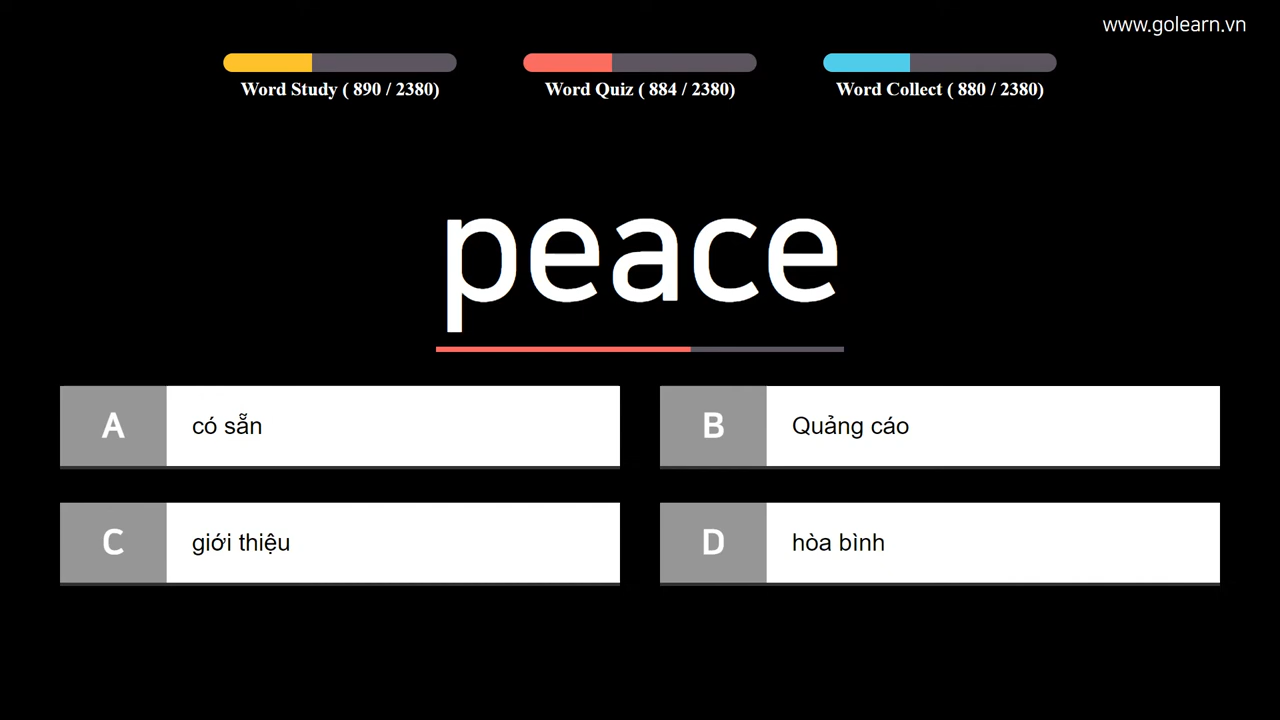 www.golearn.vn
Word Study ( 890 / 2380)
Word Quiz ( 884 / 2380)
Word Collect ( 880 / 2380)
peace
A có sẵn
B Quảng cáo
C giới thiệu
D hòa bình